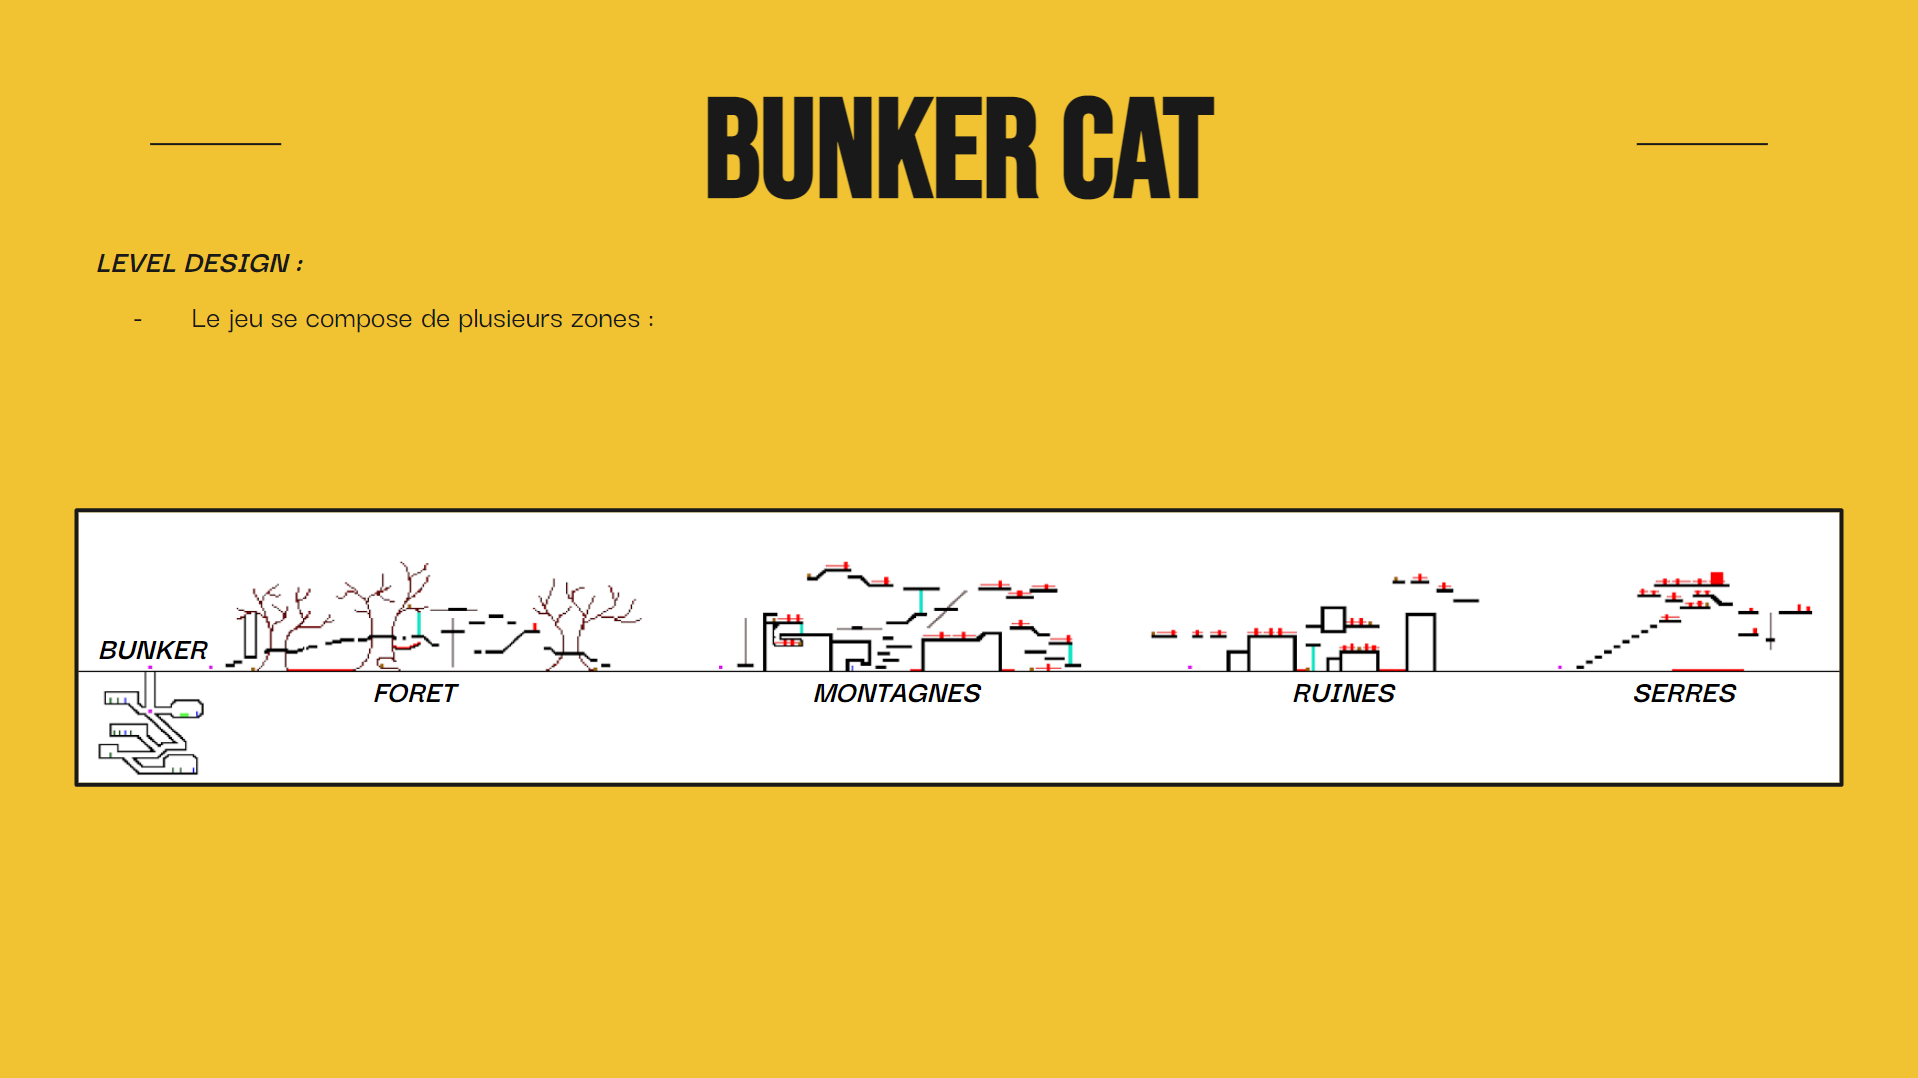 BUNKER CAT
LEVEL DESIGN :
- Le jeu se compose de plusieurs zones :
BUNKER
FORET
MONTAGNES
RUINES
SERRES